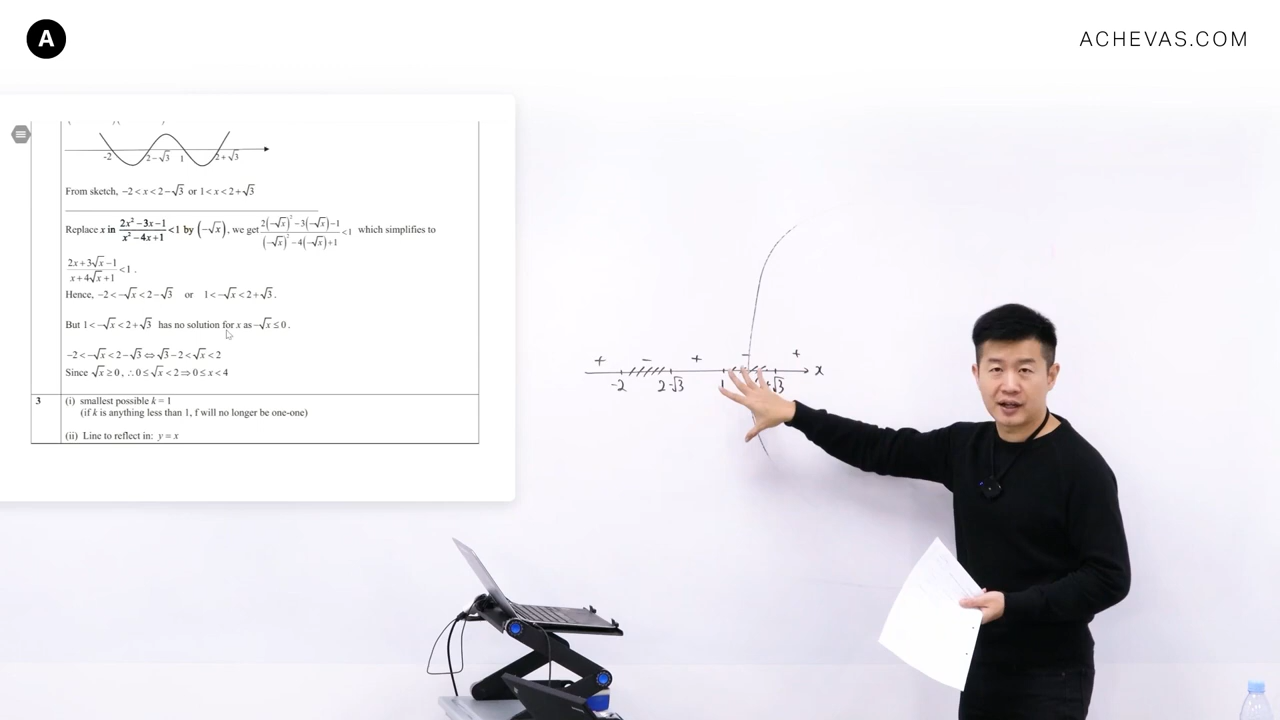 A
ACHEVAS.COM
-2 2−√3 1 2+√3
From sketch, −2 < x < 2−√3 or 1 < x < 2+√3
Replace x in (2x²−3x−1)/(x²−4x+1) < 1 by (−√x), we get (2(−√x)²−3(−√x)−1)/((−√x)²−4(−√x)+1) < 1 which simplifies to
(2x+3√x−1)/(x+4√x+1) < 1 .
Hence, −2 < −√x < 2−√3 or 1 < −√x < 2+√3 .
But 1 < −√x < 2+√3 has no solution for x as −√x ≤ 0 .
−2 < −√x < 2−√3 ⇔ √3−2 < √x < 2
Since √x ≥ 0 , ∴ 0 ≤ √x < 2 ⇒ 0 ≤ x < 4
3 (i) smallest possible k = 1
(if k is anything less than 1, f will no longer be one-one)
(ii) Line to reflect in: y = x
+ − + − +
-2 2-√3 1 +√3 x